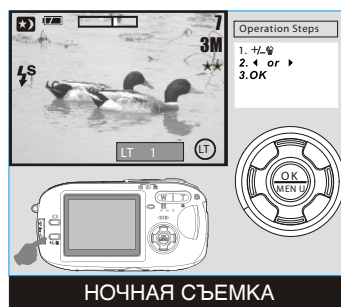 7
3M
★★
⚡S
LT 1
LT
Operation Steps
1. +/–
2. ◂ or ▸
3.OK
OK
MENU
W T
НОЧНАЯ СЪЕМКА